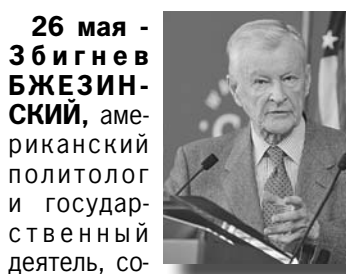 26 мая -
Збигнев
БЖЕЗИН-
СКИЙ, аме-
риканский
политолог
и государ-
ственный
деятель, со-